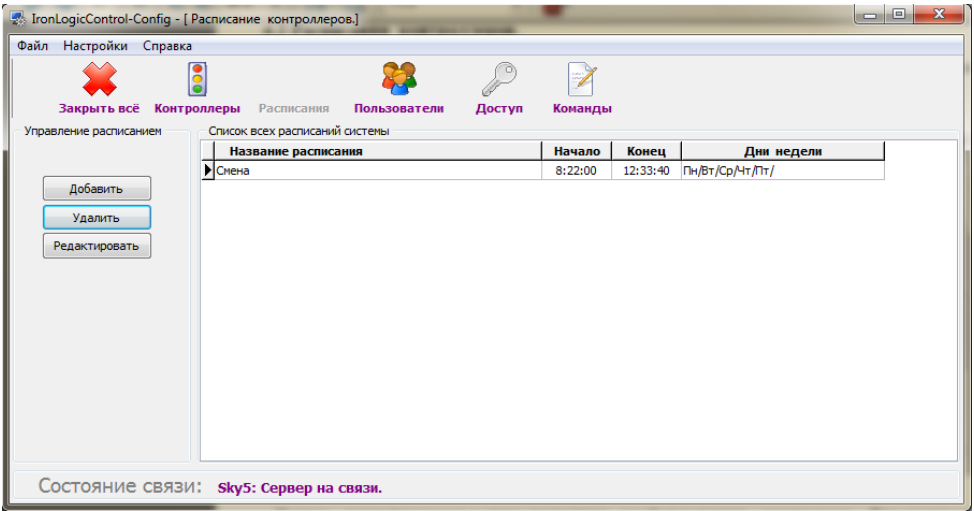 IronLogicControl-Config - [ Расписание контроллеров.]
Файл Настройки Справка
Закрыть всё Контроллеры Расписания Пользователи Доступ Команды
Управление расписанием
Список всех расписаний системы
Название расписания Начало Конец Дни недели
Смена 8:22:00 12:33:40 Пн/Вт/Ср/Чт/Пт/
Добавить
Удалить
Редактировать
Состояние связи: Sky5: Сервер на связи.